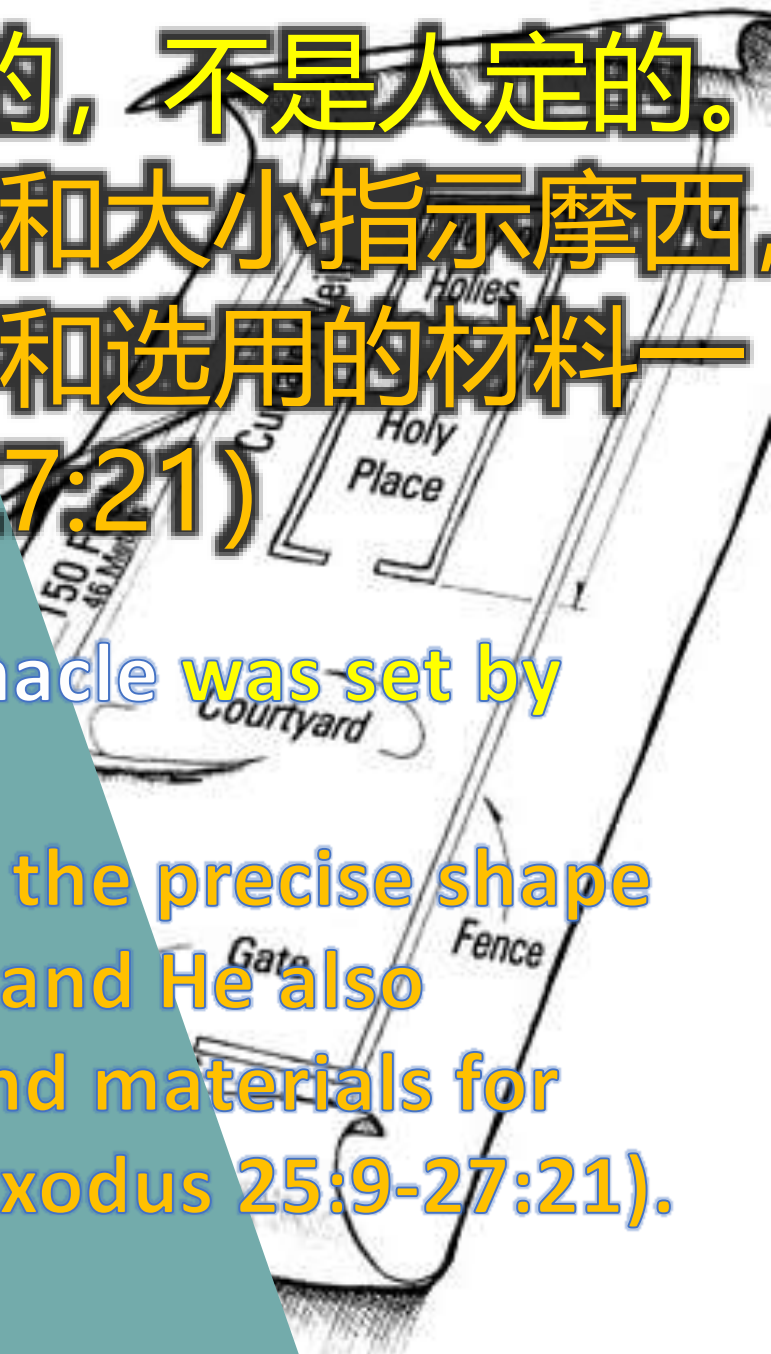 的，不是人定的。
和大小指示摩西，
Holies
和选用的材料一
Holy
Place
7:21)
150
46
nacle was set by
Courtyard
the precise shape
Fence
Gate
and He also
nd materials for
xodus 25:9-27:21).